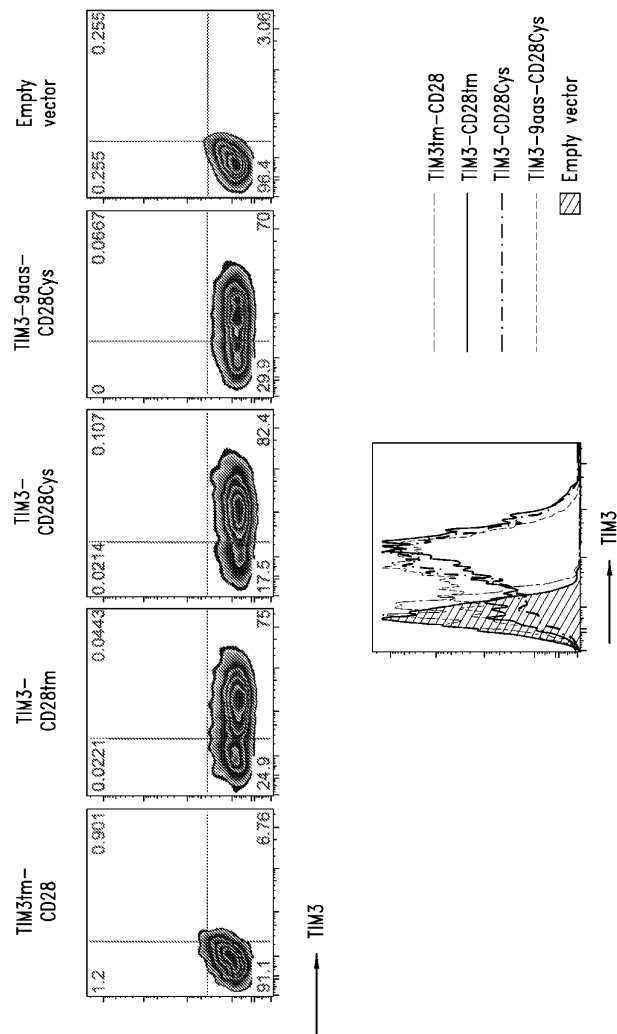 TIM3tm-
CD28
1.2
0.901
91.1
6.76
TIM3-
CD28tm
0.0221
0.0443
24.9
75
TIM3-
CD28Cys
0.0214
0.107
17.5
82.4
TIM3-9aas-
CD28Cys
0
0.0667
29.9
70
Empty
vector
0.255
0.255
96.4
3.06
TIM3
TIM3
TIM3tm-CD28
TIM3-CD28tm
TIM3-CD28Cys
TIM3-9aas-CD28Cys
Empty vector